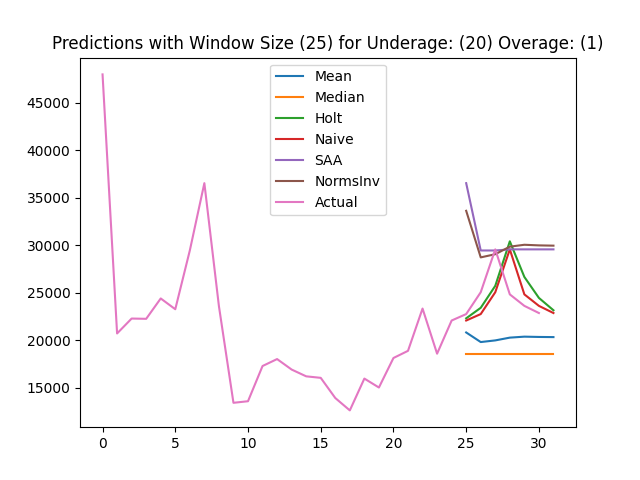 Predictions with Window Size (25) for Underage: (20) Overage: (1)
Mean
Median
Holt
Naive
SAA
NormsInv
Actual
45000
40000
35000
30000
25000
20000
15000
0 5 10 15 20 25 30